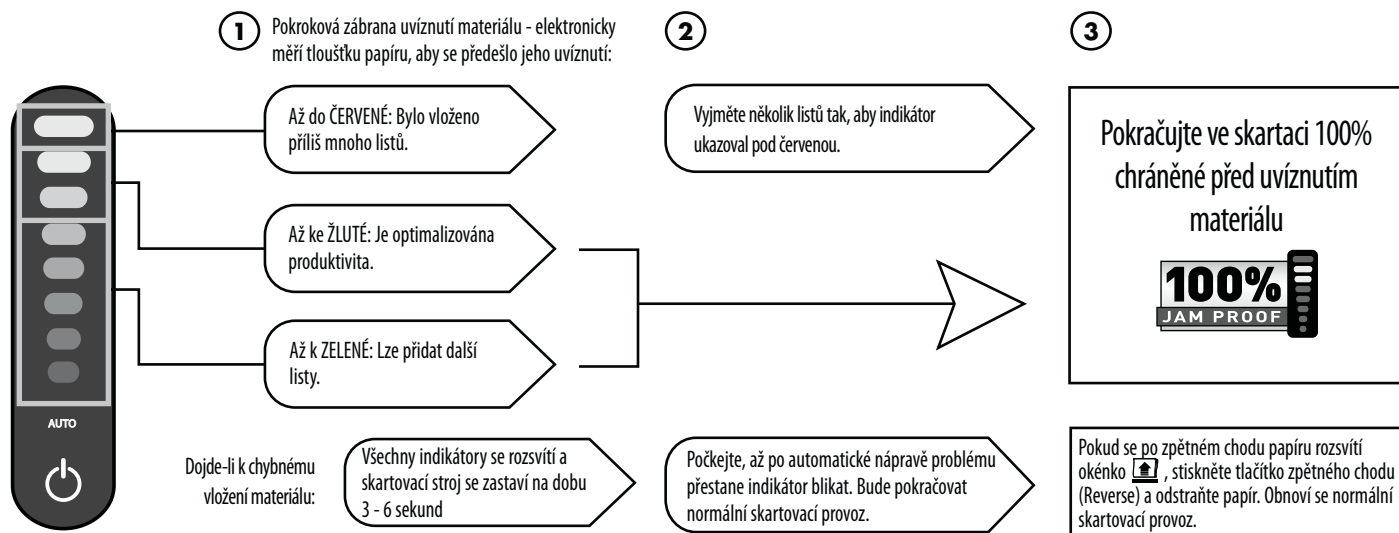 1
Pokroková zábrana uvíznutí materiálu - elektronicky
měří tloušťku papíru, aby se předešlo jeho uvíznutí:
2
3
Až do ČERVENÉ: Bylo vloženo
příliš mnoho listů.
Vyjměte několik listů tak, aby indikátor
ukazoval pod červenou.
Pokračujte ve skartaci 100%
chráněné před uvíznutím
materiálu
100%
JAM PROOF
Až ke ŽLUTÉ: Je optimalizována
produktivita.
Až k ZELENÉ: Lze přidat další
listy.
AUTO
Dojde-li k chybnému
vložení materiálu:
Všechny indikátory se rozsvítí a
skartovací stroj se zastaví na dobu
3 - 6 sekund
Počkejte, až po automatické nápravě problému
přestane indikátor blikat. Bude pokračovat
normální skartovací provoz.
Pokud se po zpětném chodu papíru rozsvítí
okénko , stiskněte tlačítko zpětného chodu
(Reverse) a odstraňte papír. Obnoví se normální
skartovací provoz.